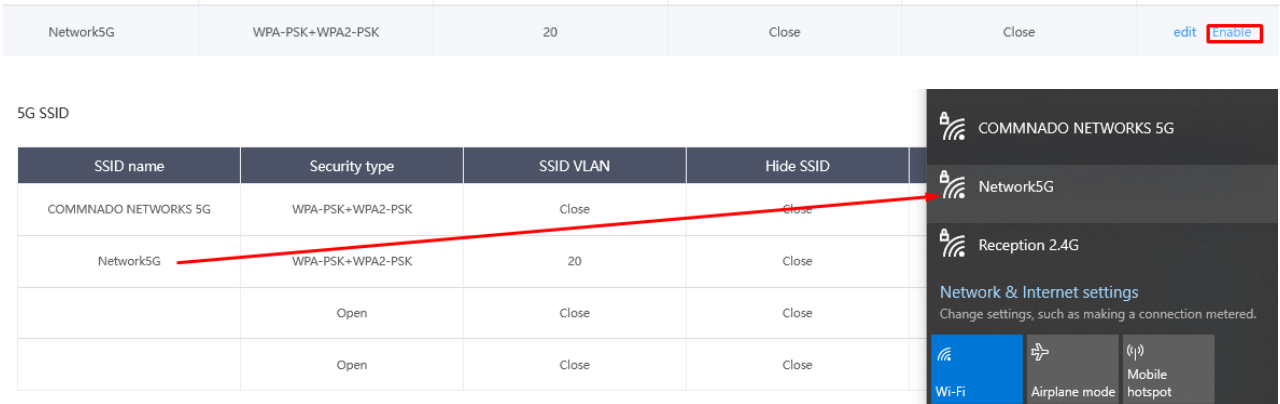 Network5G WPA-PSK+WPA2-PSK 20 Close Close edit Enable
5G SSID
SSID name Security type SSID VLAN Hide SSID
COMMNADO NETWORKS 5G WPA-PSK+WPA2-PSK Close Close
Network5G WPA-PSK+WPA2-PSK 20 Close
Open Close Close
Open Close Close
COMMNADO NETWORKS 5G
Network5G
Reception 2.4G
Network & Internet settings
Change settings, such as making a connection metered.
Wi-Fi
Airplane mode
Mobile
hotspot